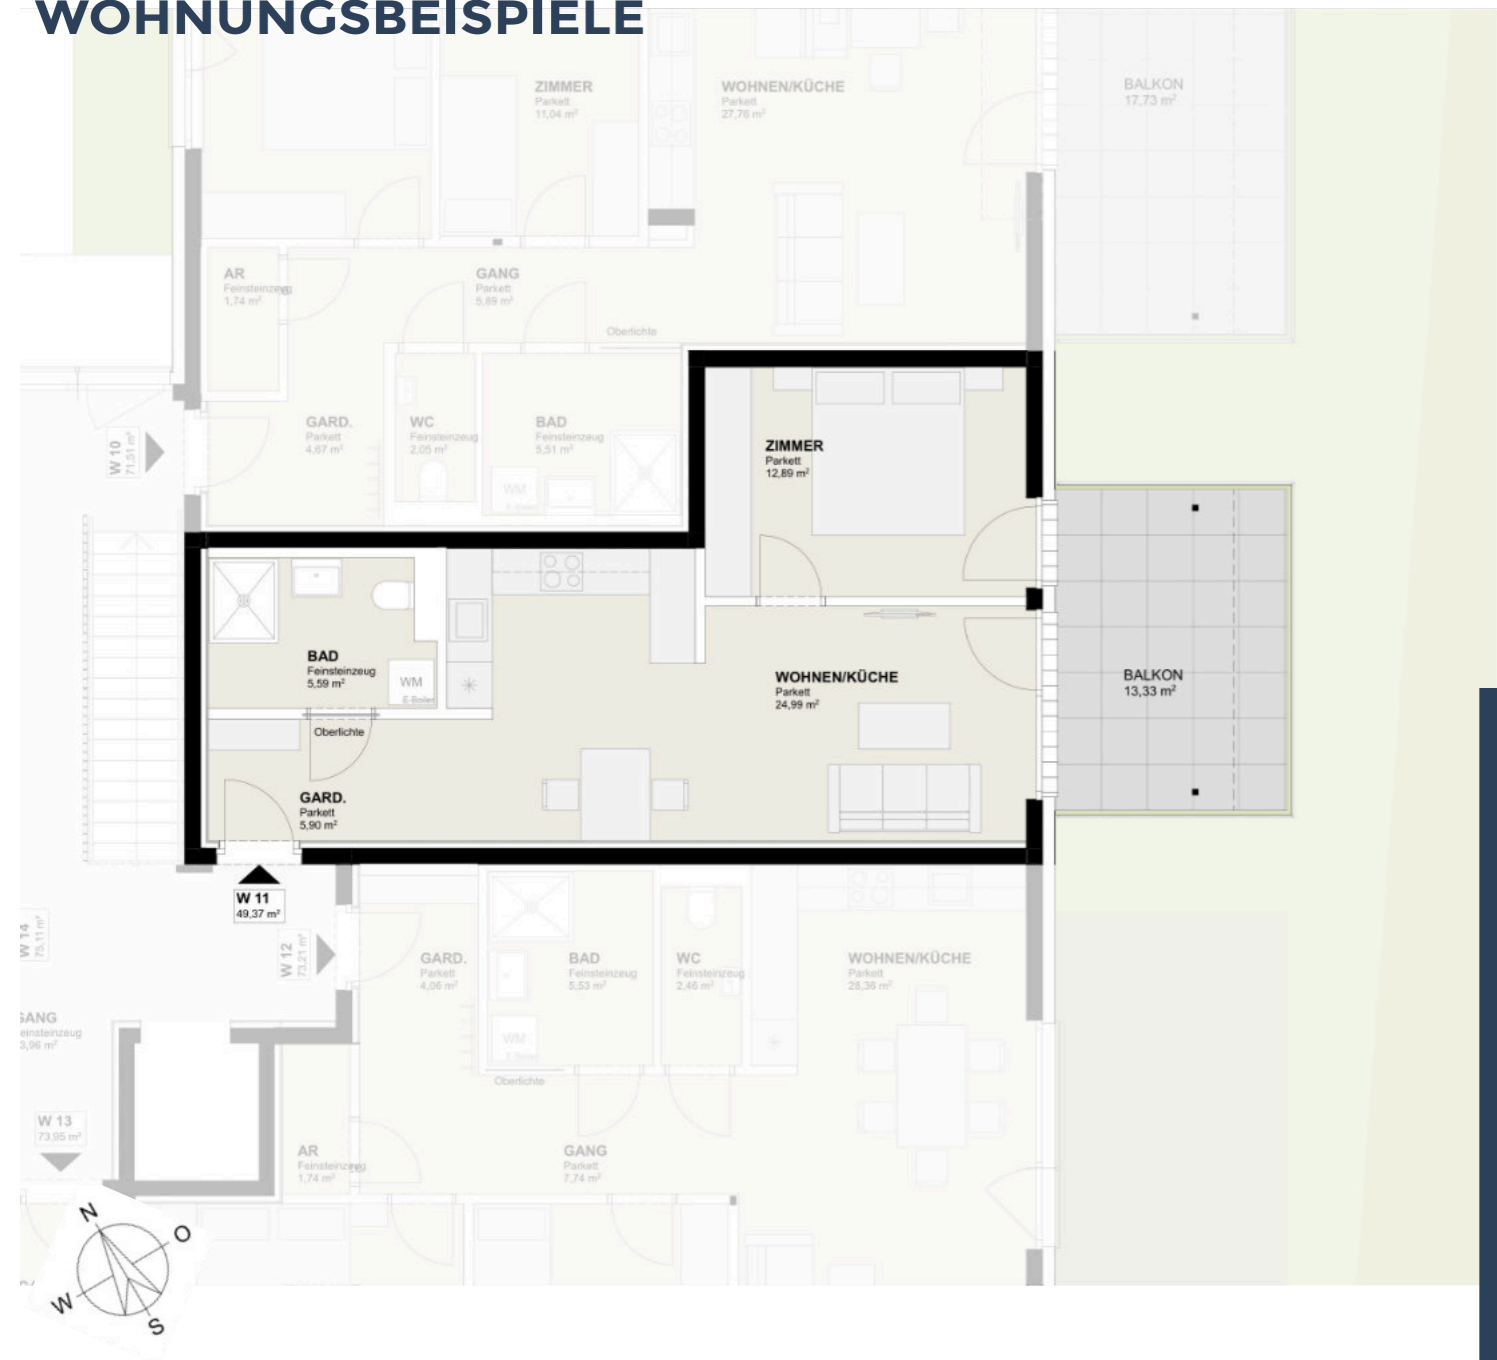 WOHNUNGSBEISPIELE
ZIMMER
Parkett
11,04 m²
WOHNEN/KÜCHE
Parkett
27,76 m²
BALKON
17,73 m²
AR
Feinsteinzeug
1,74 m²
GANG
Parkett
5,89 m²
Oberlichte
W 10
71,51 m²
GARD.
Parkett
4,67 m²
WC
Feinsteinzeug
2,05 m²
BAD
Feinsteinzeug
5,51 m²
WM
ZIMMER
Parkett
12,89 m²
BAD
Feinsteinzeug
5,59 m²
WM
E-Boiler
Oberlichte
WOHNEN/KÜCHE
Parkett
24,99 m²
BALKON
13,33 m²
GARD.
Parkett
5,90 m²
W 11
49,37 m²
W 14
75,11 m²
W 12
73,21 m²
GARD.
Parkett
4,06 m²
BAD
Feinsteinzeug
5,53 m²
WC
Feinsteinzeug
2,46 m²
WOHNEN/KÜCHE
Parkett
28,36 m²
WM
Oberlichte
GANG
einsteinzeug
3,96 m²
W 13
73,95 m²
AR
Feinsteinzeug
1,74 m²
GANG
Parkett
7,74 m²
N
O
W
S